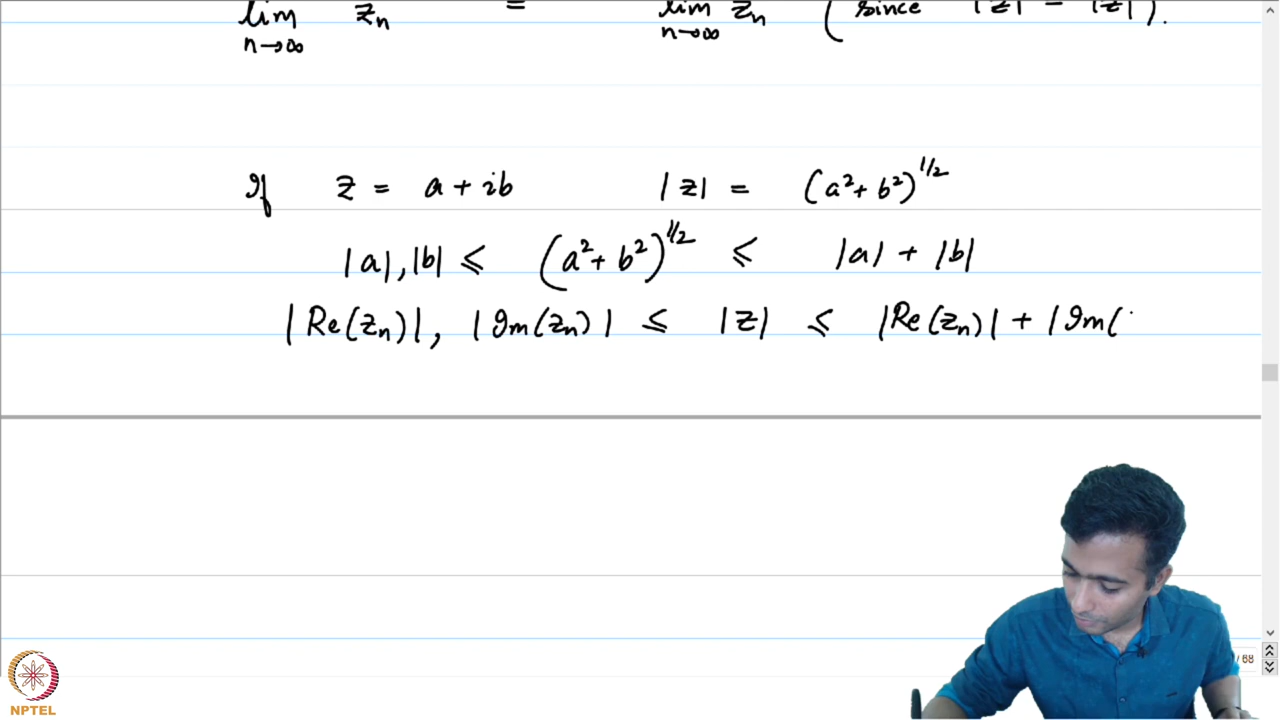 lim zₙ = lim zₙ ( since |z| = |z| ).
n→∞ n→∞
If z = a + ib |z| = (a² + b²)^1/2
|a|, |b| ≤ (a² + b²)^1/2 ≤ |a| + |b|
|Re(zₙ)|, |Im(zₙ)| ≤ |z| ≤ |Re(zₙ)| + |Im(
/ 68
NPTEL